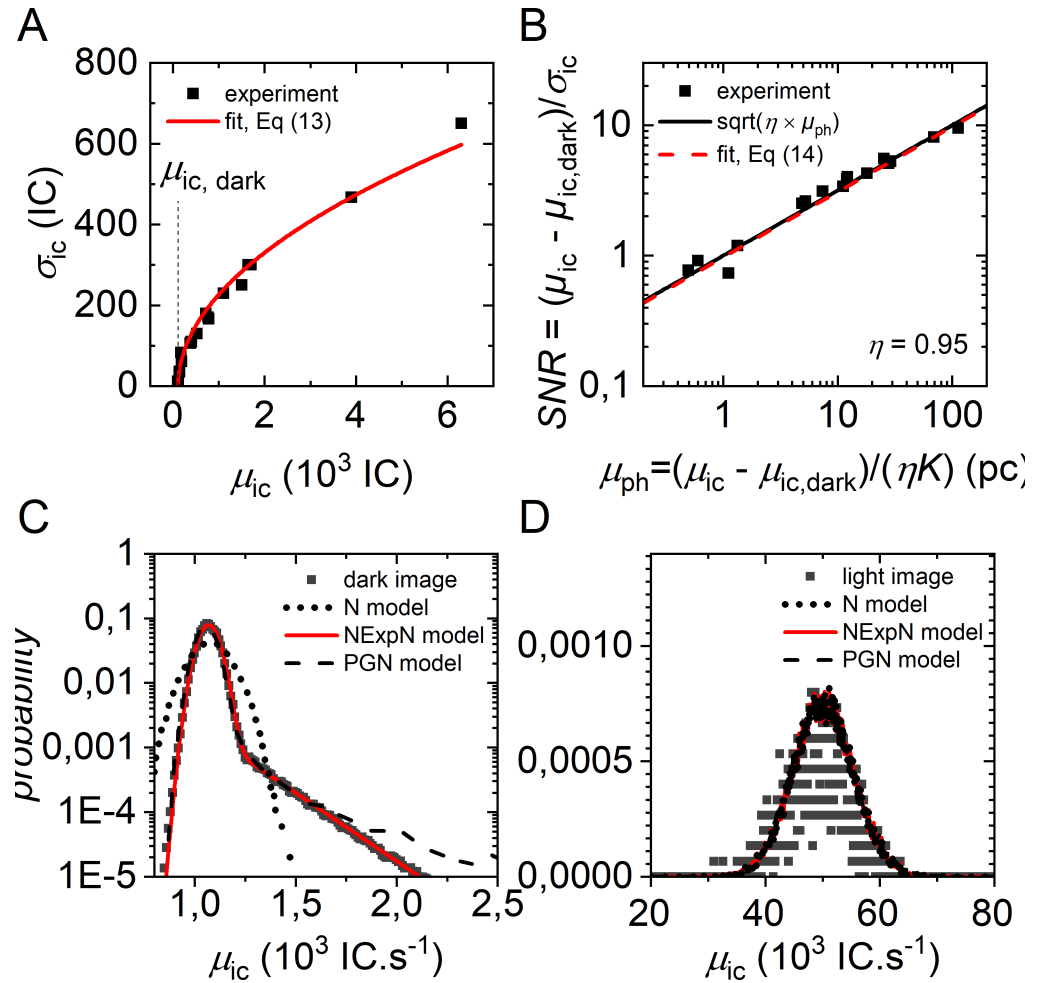 A
800
600
400
200
0
σic (IC)
experiment
fit, Eq (13)
μic, dark
0 2 4 6
μic (10³ IC)
B
10
1
0,1
SNR = (μic - μic,dark)/σic
experiment
sqrt(η × μph)
fit, Eq (14)
η = 0.95
1 10 100
μph=(μic - μic,dark)/(ηK) (pc)
C
1
0,1
0,01
0,001
1E-4
1E-5
probability
dark image
N model
NExpN model
PGN model
1,0 1,5 2,0 2,5
μic (10³ IC.s⁻¹)
D
0,0010
0,0005
0,0000
light image
N model
NExpN model
PGN model
20 40 60 80
μic (10³ IC.s⁻¹)